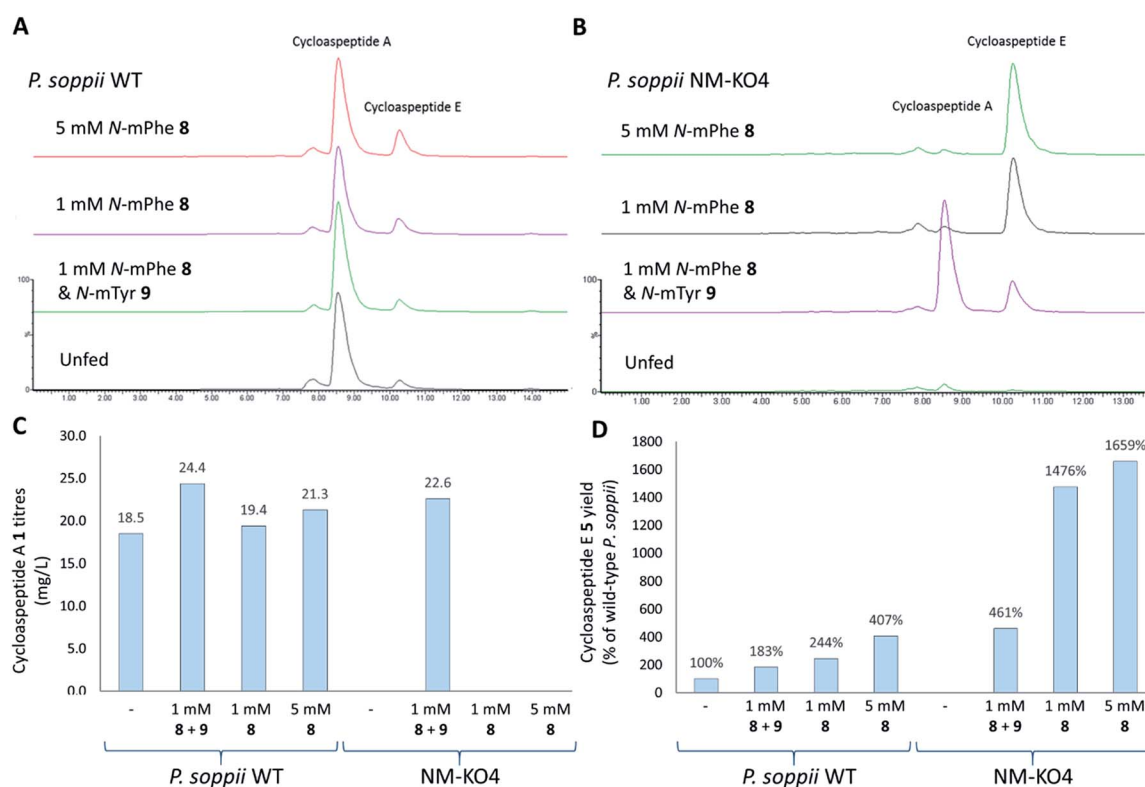 A
Cycloaspeptide A
P. soppii WT
Cycloaspeptide E
5 mM N-mPhe 8
1 mM N-mPhe 8
1 mM N-mPhe 8
& N-mTyr 9
Unfed
100
%
0
1.00 2.00 3.00 4.00 5.00 6.00 7.00 8.00 9.00 10.00 11.00 12.00 13.00 14.00
B
Cycloaspeptide E
P. soppii NM-KO4
Cycloaspeptide A
5 mM N-mPhe 8
1 mM N-mPhe 8
1 mM N-mPhe 8
& N-mTyr 9
Unfed
100
%
0
1.00 2.00 3.00 4.00 5.00 6.00 7.00 8.00 9.00 10.00 11.00 12.00 13.00
C
Cycloaspeptide A 1 titres
(mg/L)
30.0
25.0
20.0
15.0
10.0
5.0
0.0
18.5
24.4
19.4
21.3
22.6
- 1 mM 1 mM 5 mM - 1 mM 1 mM 5 mM
8 + 9 8 8 8 + 9 8 8
P. soppii WT NM-KO4
D
Cycloaspeptide E 5 yield
(% of wild-type P. soppii)
1800
1600
1400
1200
1000
800
600
400
200
0
100%
183%
244%
407%
461%
1476%
1659%
- 1 mM 1 mM 5 mM - 1 mM 1 mM 5 mM
8 + 9 8 8 8 + 9 8 8
P. soppii WT NM-KO4